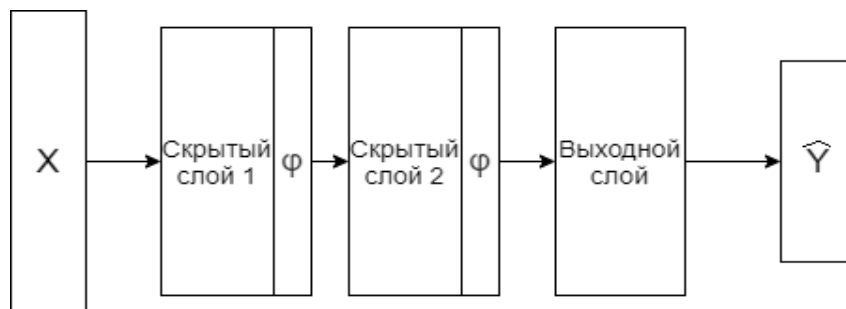 X
Скрытый
слой 1
φ
Скрытый
слой 2
φ
Выходной
слой
Ŷ